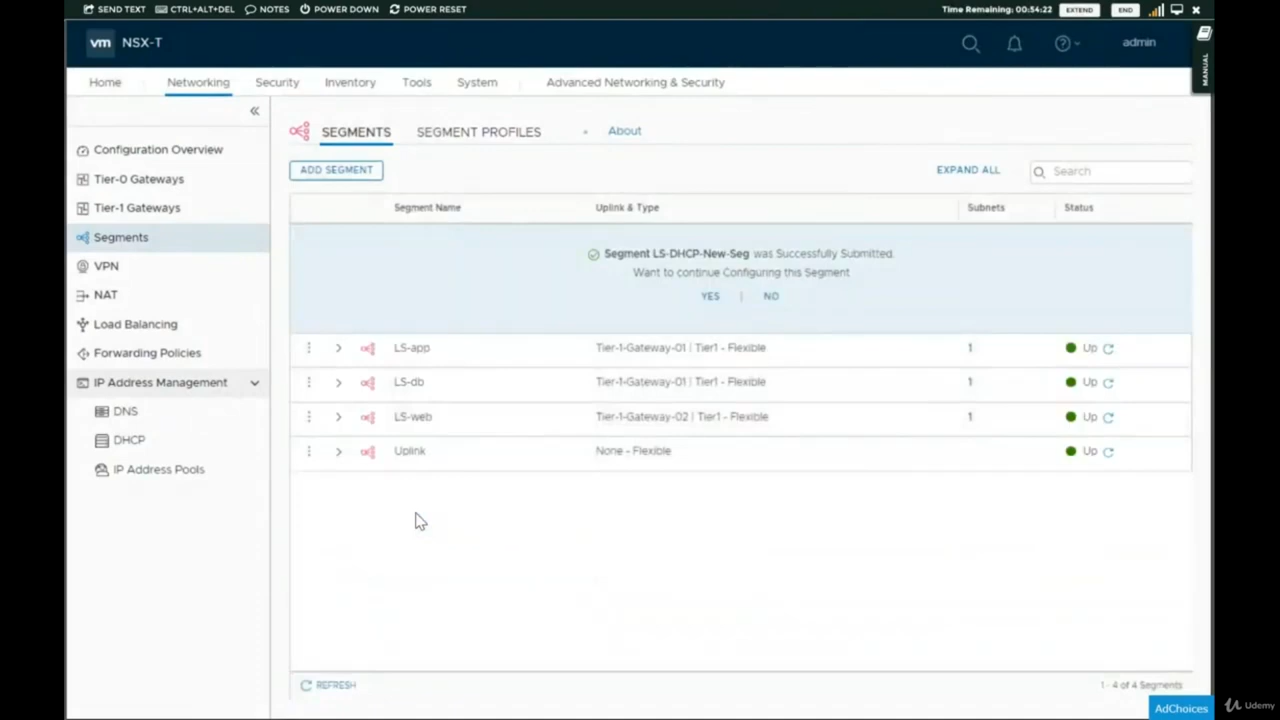 SEND TEXT CTRL+ALT+DEL NOTES POWER DOWN POWER RESET Time Remaining: 00:54:22 EXTEND END
vm NSX-T admin
MANUAL
Home Networking Security Inventory Tools System Advanced Networking & Security
SEGMENTS SEGMENT PROFILES About
Configuration Overview
Tier-0 Gateways
Tier-1 Gateways
Segments
VPN
NAT
Load Balancing
Forwarding Policies
IP Address Management
DNS
DHCP
IP Address Pools
ADD SEGMENT EXPAND ALL Search
Segment Name Uplink & Type Subnets Status
Segment LS-DHCP-New-Seg was Successfully Submitted.
Want to continue Configuring this Segment
YES | NO
LS-app Tier-1-Gateway-01 | Tier1 - Flexible 1 Up
LS-db Tier-1-Gateway-01 | Tier1 - Flexible 1 Up
LS-web Tier-1-Gateway-02 | Tier1 - Flexible 1 Up
Uplink None - Flexible Up
REFRESH 1 - 4 of 4 Segments
AdChoices
Udemy